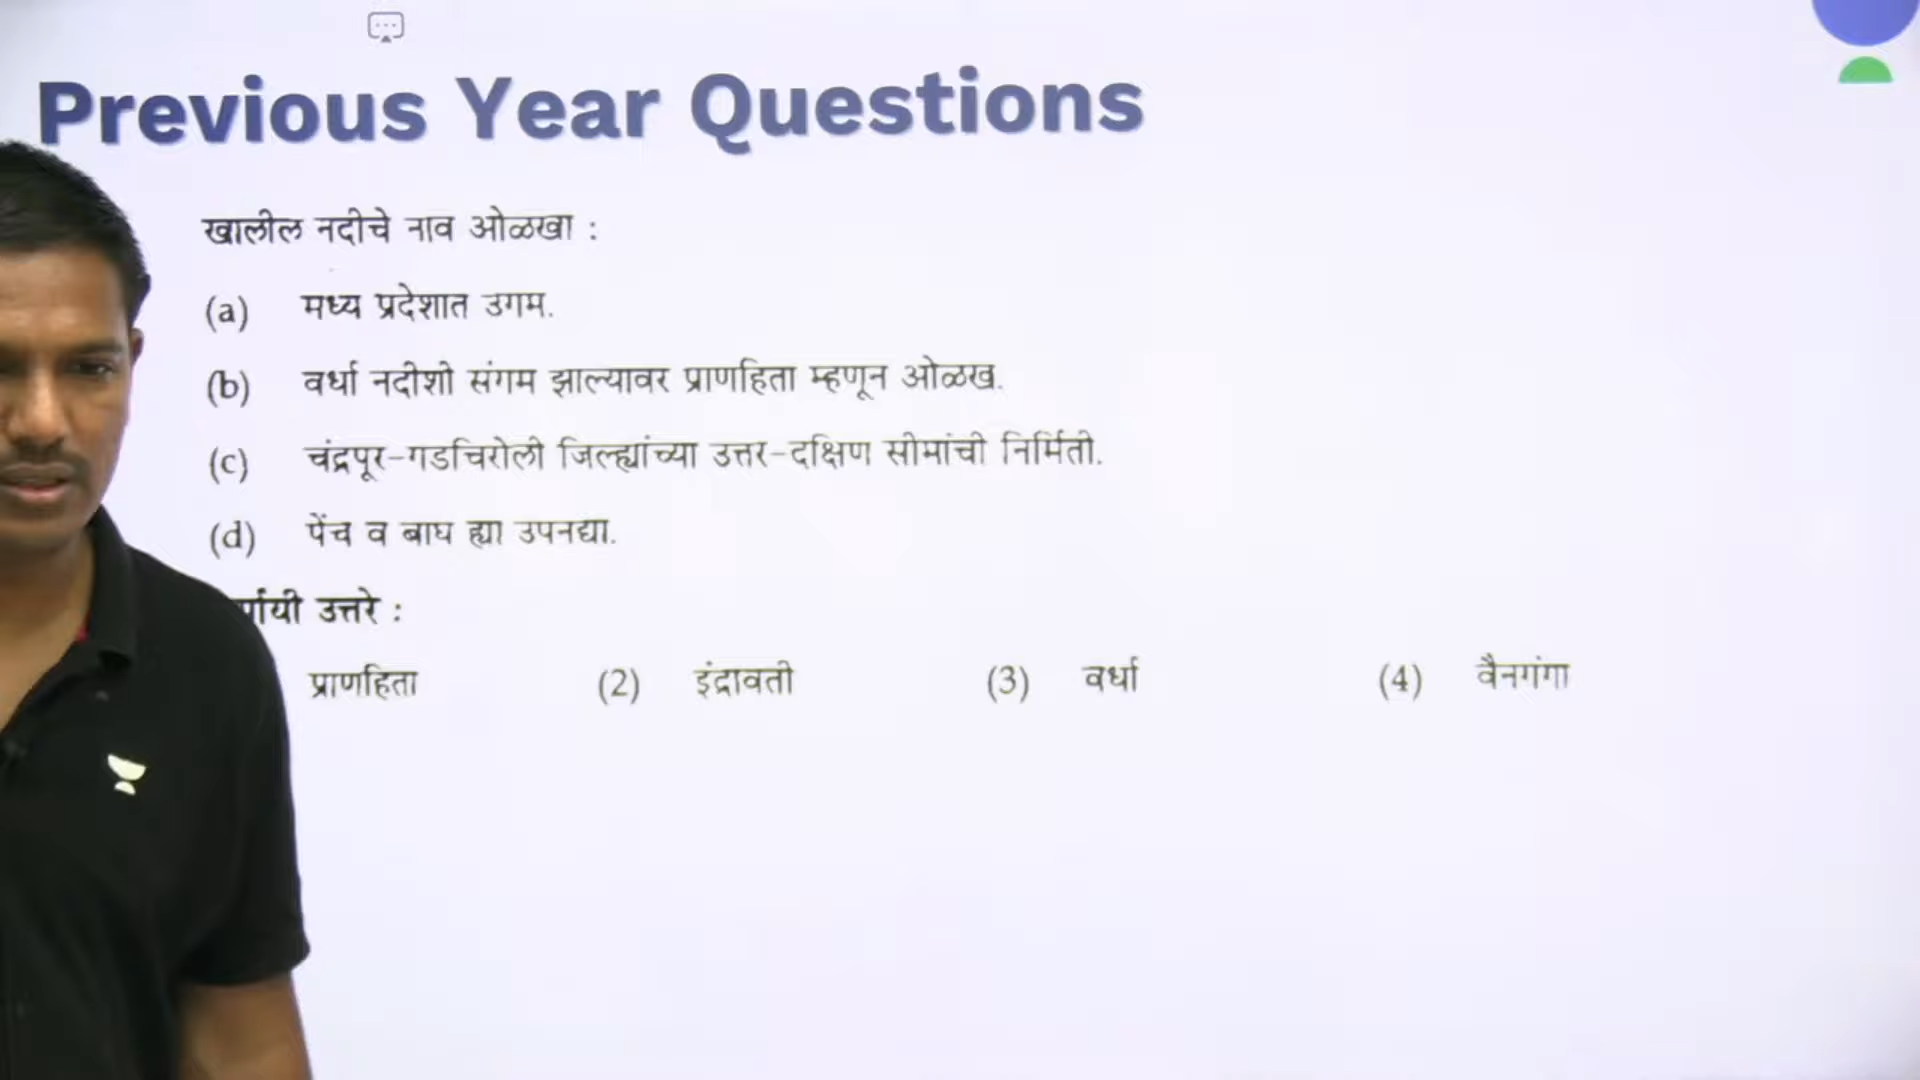 Previous Year Questions
खालील नदीचे नाव ओळखा :
(a) मध्य प्रदेशात उगम.
(b) वर्धा नदीशी संगम झाल्यावर प्राणहिता म्हणून ओळख.
(c) चंद्रपूर-गडचिरोली जिल्ह्यांच्या उत्तर-दक्षिण सीमांची निर्मिती.
(d) पेंच व बाघ ह्या उपनद्या.
उत्तरे :
प्राणहिता (2) इंद्रावती (3) वर्धा (4) वैनगंगा